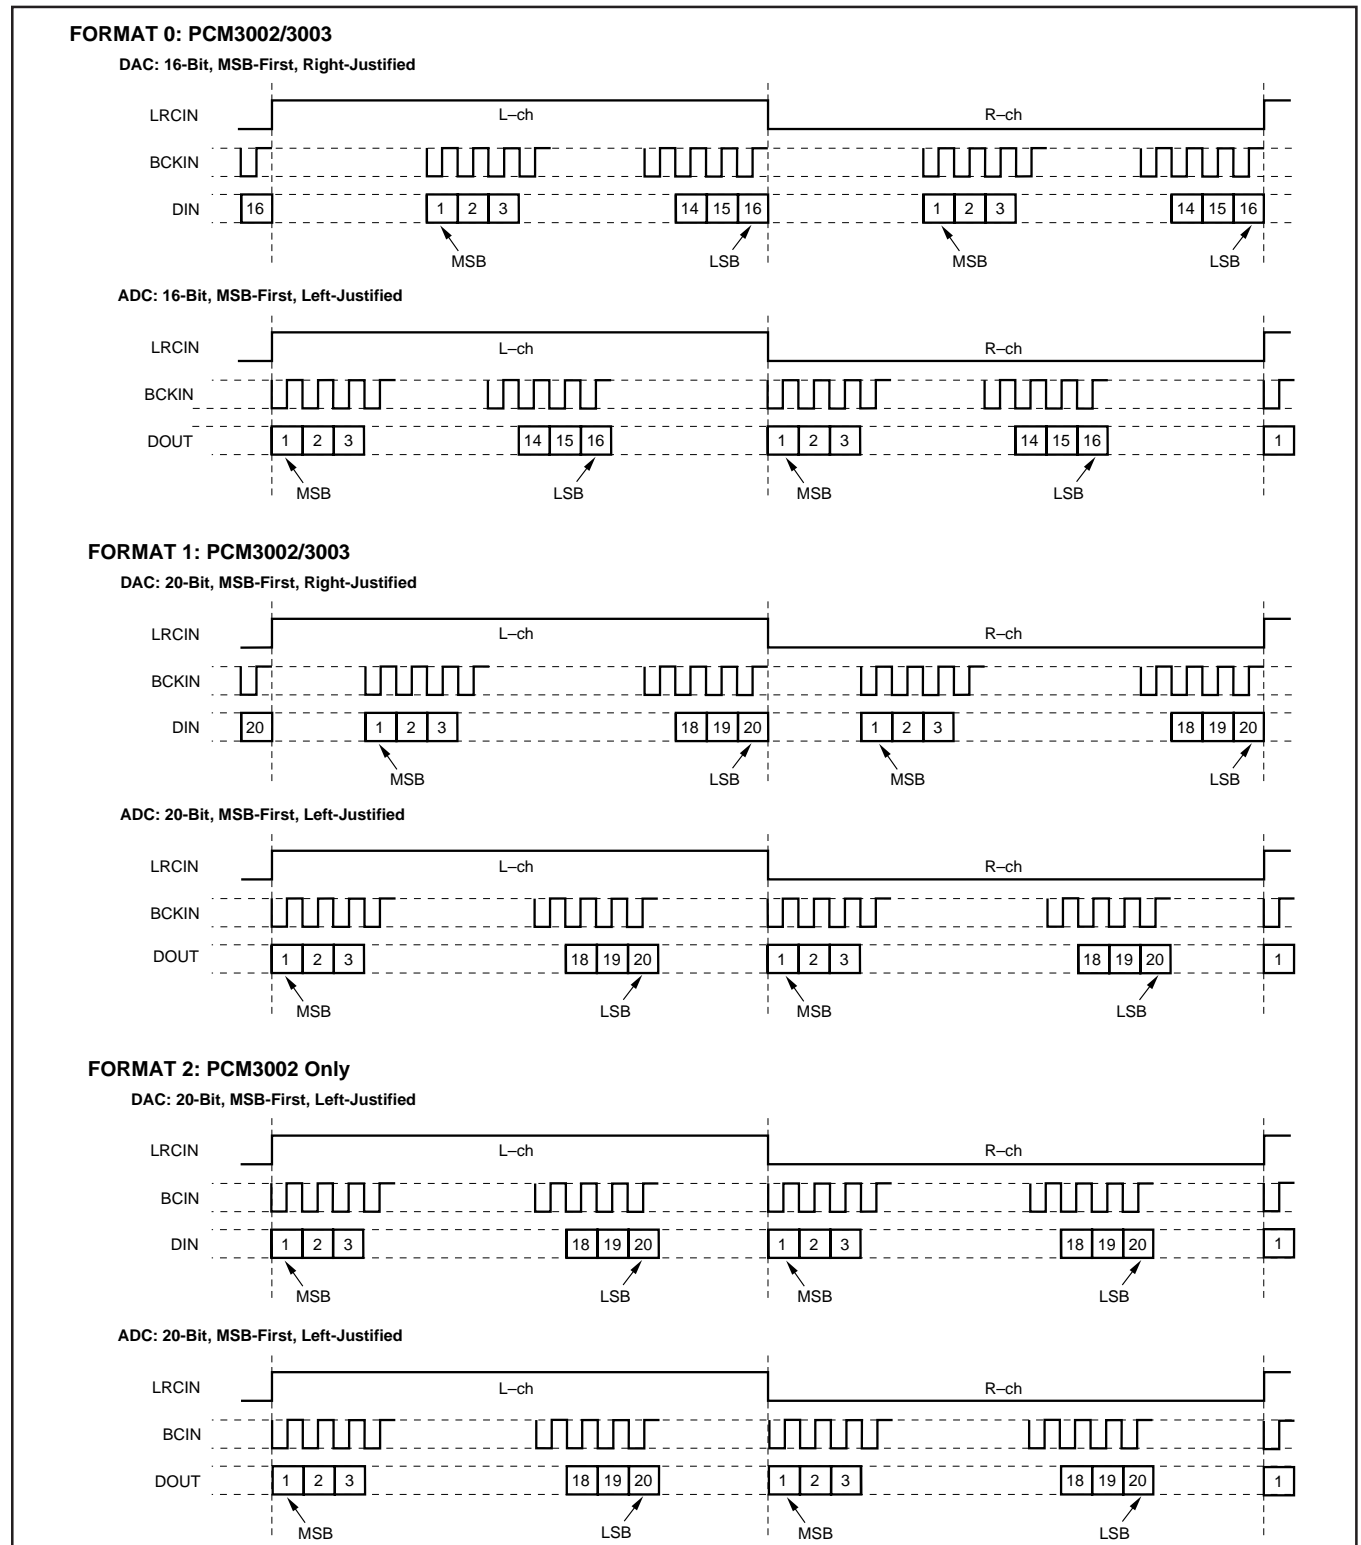 FORMAT 0: PCM3002/3003
DAC: 16-Bit, MSB-First, Right-Justified
LRCIN L–ch R–ch
BCKIN
DIN 16 1 2 3 14 15 16 1 2 3 14 15 16
MSB LSB MSB LSB
ADC: 16-Bit, MSB-First, Left-Justified
LRCIN L–ch R–ch
BCKIN
DOUT 1 2 3 14 15 16 1 2 3 14 15 16 1
MSB LSB MSB LSB
FORMAT 1: PCM3002/3003
DAC: 20-Bit, MSB-First, Right-Justified
LRCIN L–ch R–ch
BCKIN
DIN 20 1 2 3 18 19 20 1 2 3 18 19 20
MSB LSB MSB LSB
ADC: 20-Bit, MSB-First, Left-Justified
LRCIN L–ch R–ch
BCKIN
DOUT 1 2 3 18 19 20 1 2 3 18 19 20 1
MSB LSB MSB LSB
FORMAT 2: PCM3002 Only
DAC: 20-Bit, MSB-First, Left-Justified
LRCIN L–ch R–ch
BCIN
DIN 1 2 3 18 19 20 1 2 3 18 19 20 1
MSB LSB MSB LSB
ADC: 20-Bit, MSB-First, Left-Justified
LRCIN L–ch R–ch
BCIN
DOUT 1 2 3 18 19 20 1 2 3 18 19 20 1
MSB LSB MSB LSB